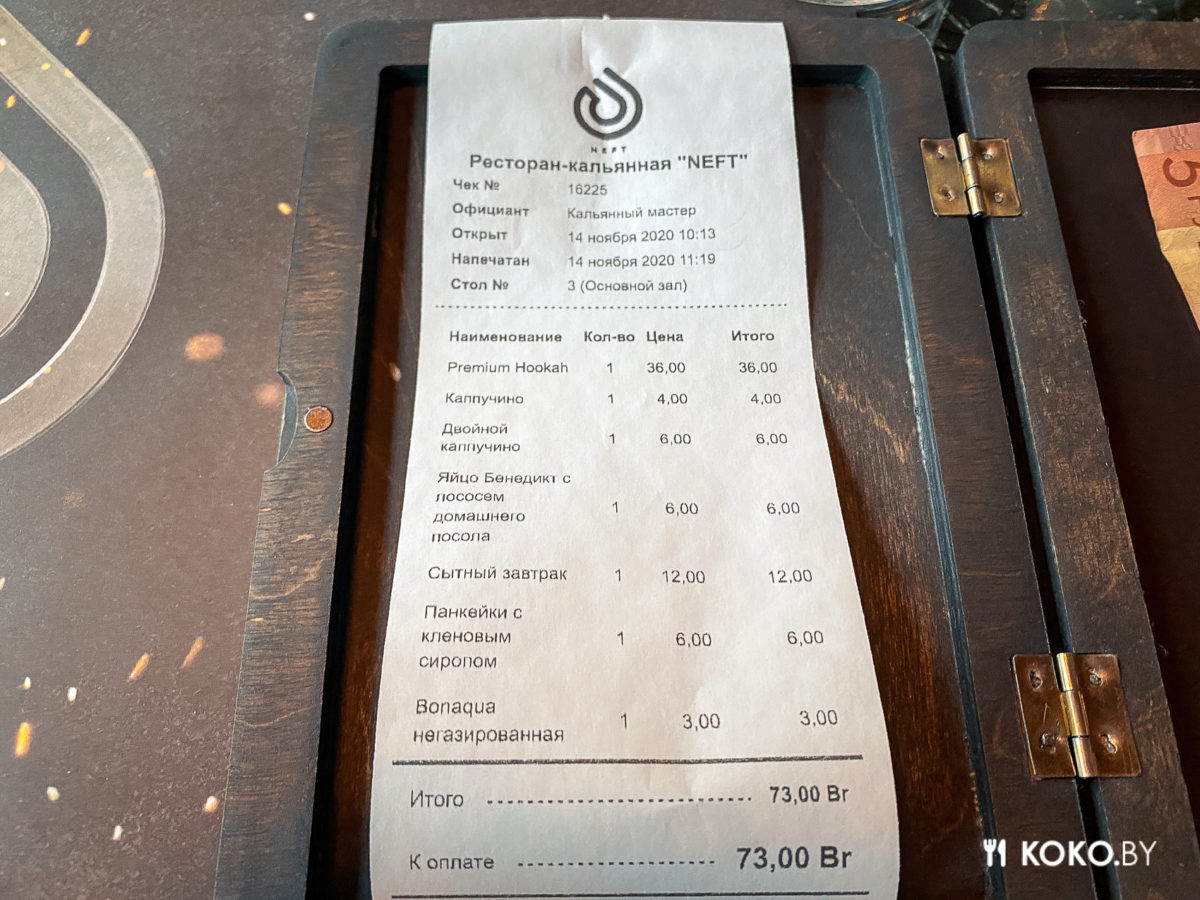 NEFT
Ресторан-кальянная "NEFT"
Чек № 16225
Официант Кальянный мастер
Открыт 14 ноября 2020 10:13
Напечатан 14 ноября 2020 11:19
Стол № 3 (Основной зал)
Наименование Кол-во Цена Итого
Premium Hookah 1 36,00 36,00
Каппучино 1 4,00 4,00
Двойной
каппучино 1 6,00 6,00
Яйцо Бенедикт с
лососем
домашнего 1 6,00 6,00
посола
Сытный завтрак 1 12,00 12,00
Панкейки с
кленовым 1 6,00 6,00
сиропом
Bonaqua
негазированная 1 3,00 3,00
Итого 73,00 Br
К оплате 73,00 Br
5
KOKO.BY